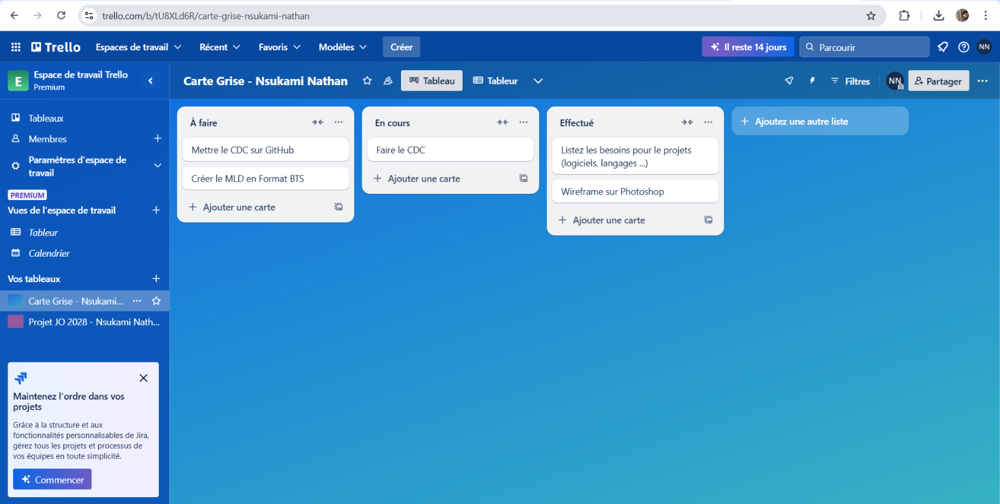 trello.com/b/tU8XLd6R/carte-grise-nsukami-nathan
Trello
Espaces de travail
Récent
Favoris
Modèles
Créer
Il reste 14 jours
Parcourir
NN
E
Espace de travail Trello
Premium
Carte Grise - Nsukami Nathan
Tableau
Tableur
Filtres
NN
Partager
Tableaux
Membres
Paramètres d'espace de
travail
PREMIUM
Vues de l'espace de travail
Tableur
Calendrier
Vos tableaux
Carte Grise - Nsukami...
Projet JO 2028 - Nsukami Nath...
Maintenez l'ordre dans vos
projets
Grâce à la structure et aux
fonctionnalités personnalisables de Jira,
gérez tous les projets et processus de
vos équipes en toute simplicité.
Commencer
À faire
Mettre le CDC sur GitHub
Créer le MLD en Format BTS
Ajouter une carte
En cours
Faire le CDC
Ajouter une carte
Effectué
Listez les besoins pour le projets
(logiciels, langages ...)
Wireframe sur Photoshop
Ajouter une carte
Ajoutez une autre liste